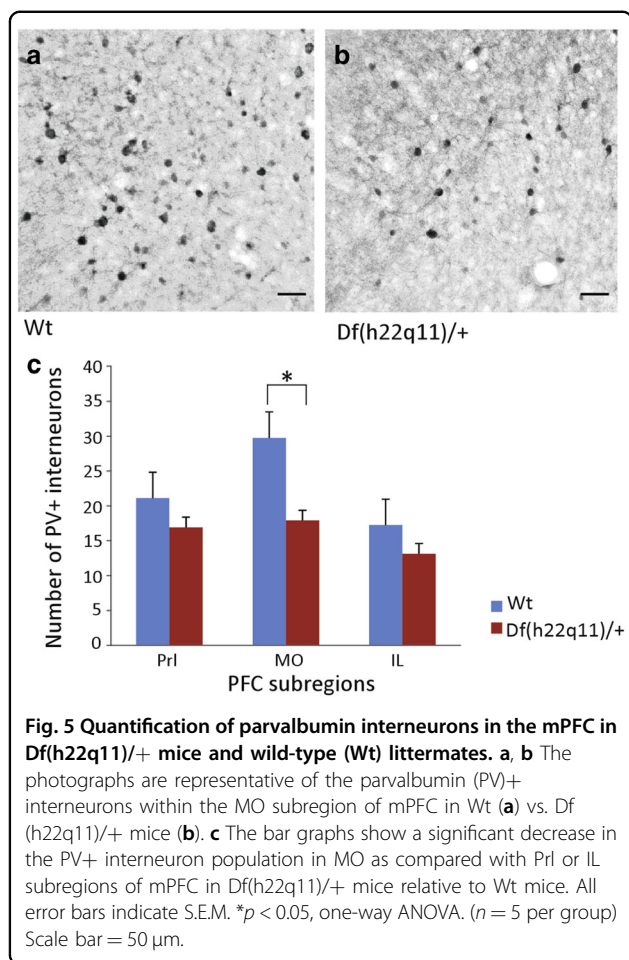 a
b
Wt
Df(h22q11)/+
c
Number of PV+ interneurons
40
35
30
25
20
15
10
5
0
*
Prl
MO
IL
PFC subregions
Wt
Df(h22q11)/+
Fig. 5 Quantification of parvalbumin interneurons in the mPFC in
Df(h22q11)/+ mice and wild-type (Wt) littermates. a, b The
photographs are representative of the parvalbumin (PV)+
interneurons within the MO subregion of mPFC in Wt (a) vs. Df
(h22q11)/+ mice (b). c The bar graphs show a significant decrease in
the PV+ interneuron population in MO as compared with Prl or IL
subregions of mPFC in Df(h22q11)/+ mice relative to Wt mice. All
error bars indicate S.E.M. *p < 0.05, one-way ANOVA. (n = 5 per group)
Scale bar = 50 μm.